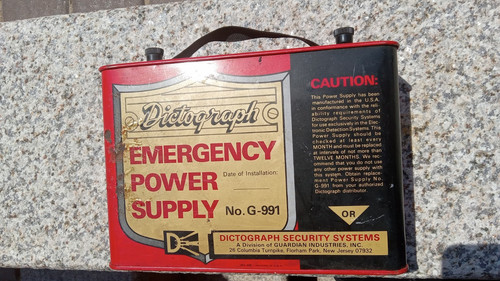 Dictograph
EMERGENCY
Date of Installation:
POWER
SUPPLY No. G-991
CAUTION:
This Power Supply has been
manufactured in the U.S.A.
in conformance with the rel-
ability requirements of
Dictograph Security Systems
for use exclusively in the Elec-
tronic Detection Systems. This
Power Supply should be
checked at least every
MONTH and must be replaced
at intervals of not more than
TWELVE MONTHS. We rec-
ommend that you do not use
any other power supply with
this system. Obtain replace-
ment Power Supply No.
G-991 from your authorized
Dictograph distributor.
OR
DICTOGRAPH SECURITY SYSTEMS
A Division of GUARDIAN INDUSTRIES, INC.
26 Columbia Turnpike, Florham Park, New Jersey 07932